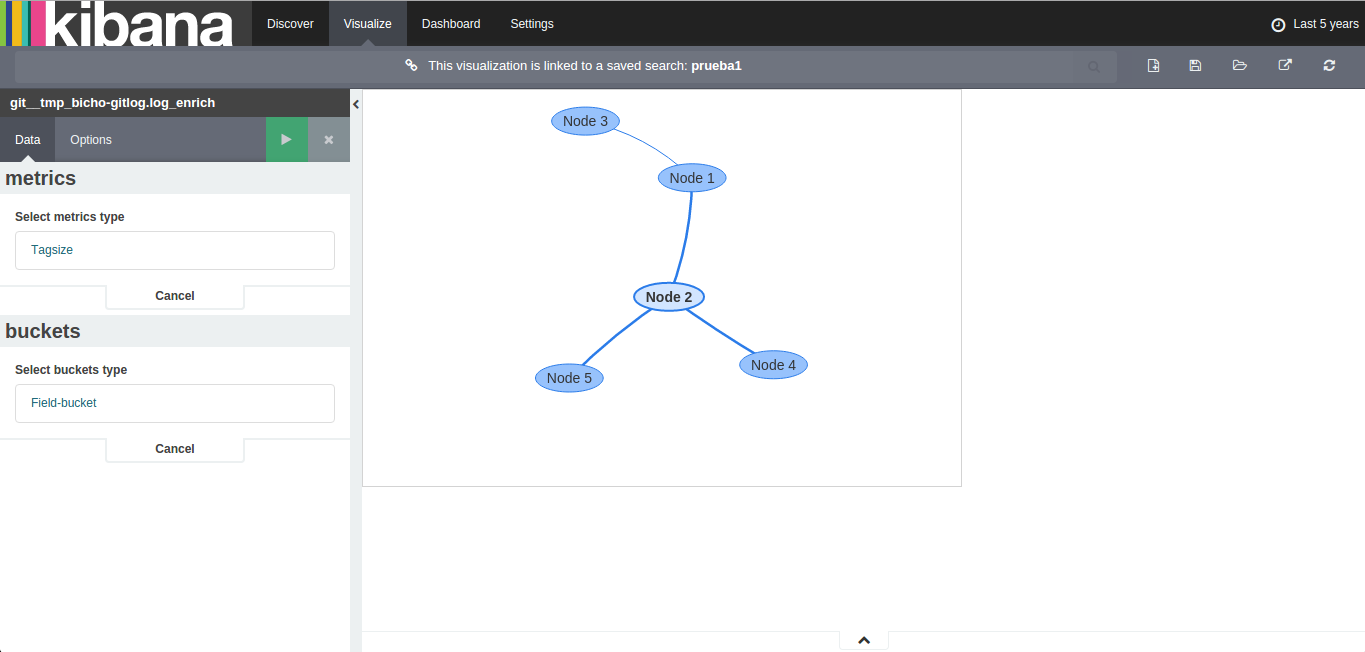 kibana
Discover
Visualize
Dashboard
Settings
Last 5 years
This visualization is linked to a saved search: prueba1
git__tmp_bicho-gitlog.log_enrich
Data
Options
metrics
Select metrics type
Tagsize
Cancel
buckets
Select buckets type
Field-bucket
Cancel
Node 3
Node 1
Node 2
Node 4
Node 5